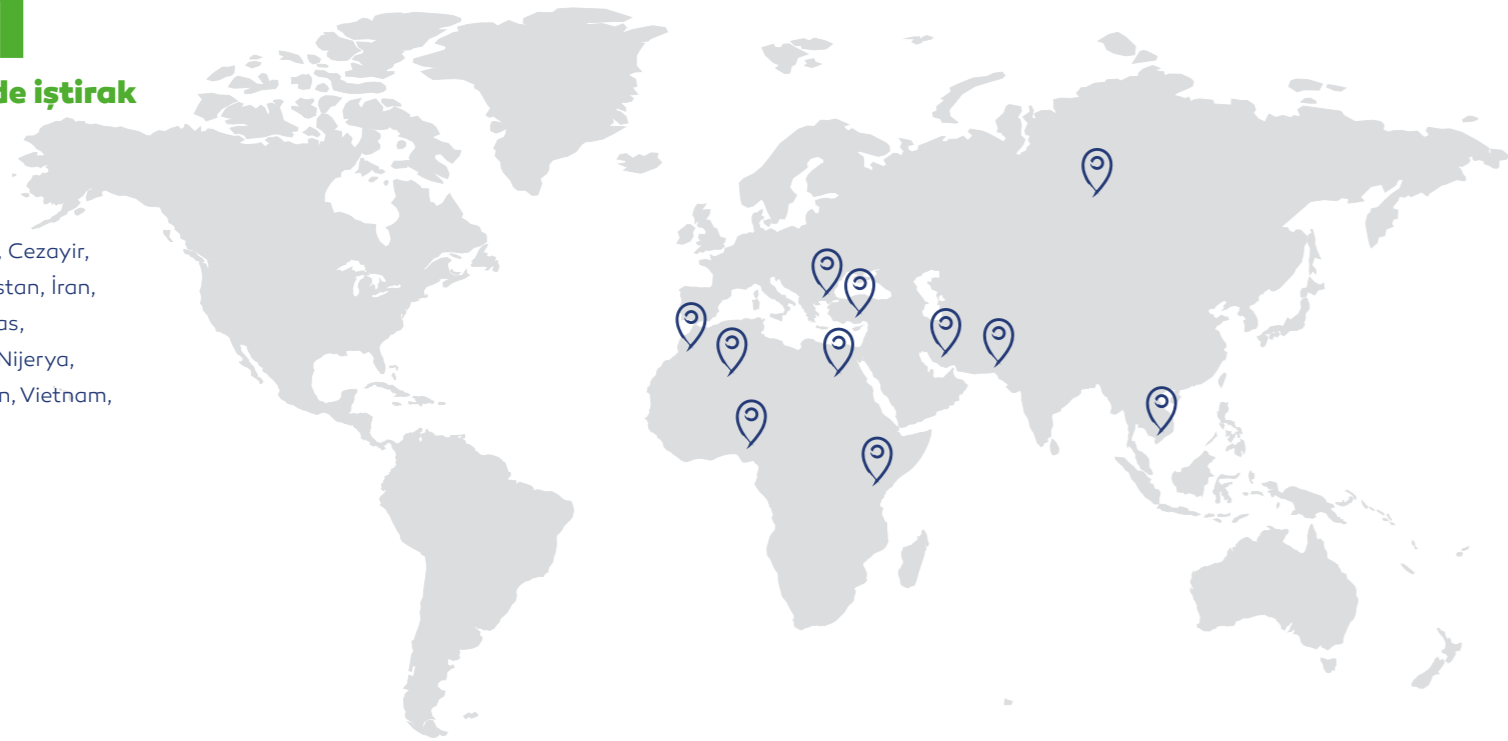 de iştirak
, Cezayir,
stan, İran,
as,
Nijerya,
n, Vietnam,